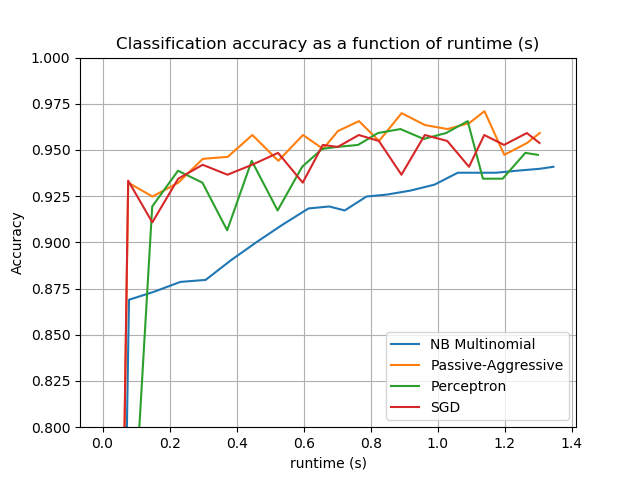 Classification accuracy as a function of runtime (s)
1.000
0.975
0.950
0.925
0.900
0.875
0.850
0.825
0.800
Accuracy
NB Multinomial
Passive-Aggressive
Perceptron
SGD
0.0 0.2 0.4 0.6 0.8 1.0 1.2 1.4
runtime (s)